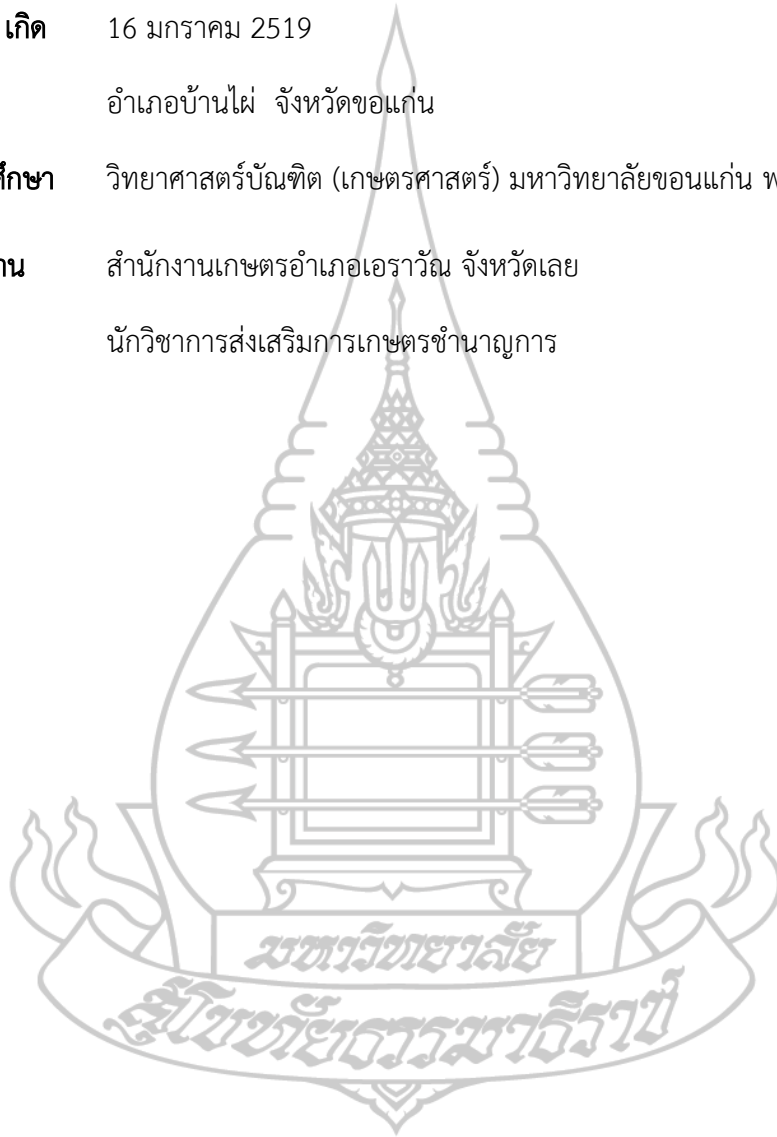 เกิด 16 มกราคม 2519
อำเภอบ้านไผ่ จังหวัดขอแก่น
วิทยาศาสตร์บัณฑิต (เกษตรศาสตร์) มหาวิทยาลัยขอนแก่น
สำนักงานเกษตรอำเภอเอราวัณ จังหวัดเลย
นักวิชาการส่งเสริมการเกษตรชำนาญการ
มหาวิทยาลัย
สุโขทัยธรรมาธิราช